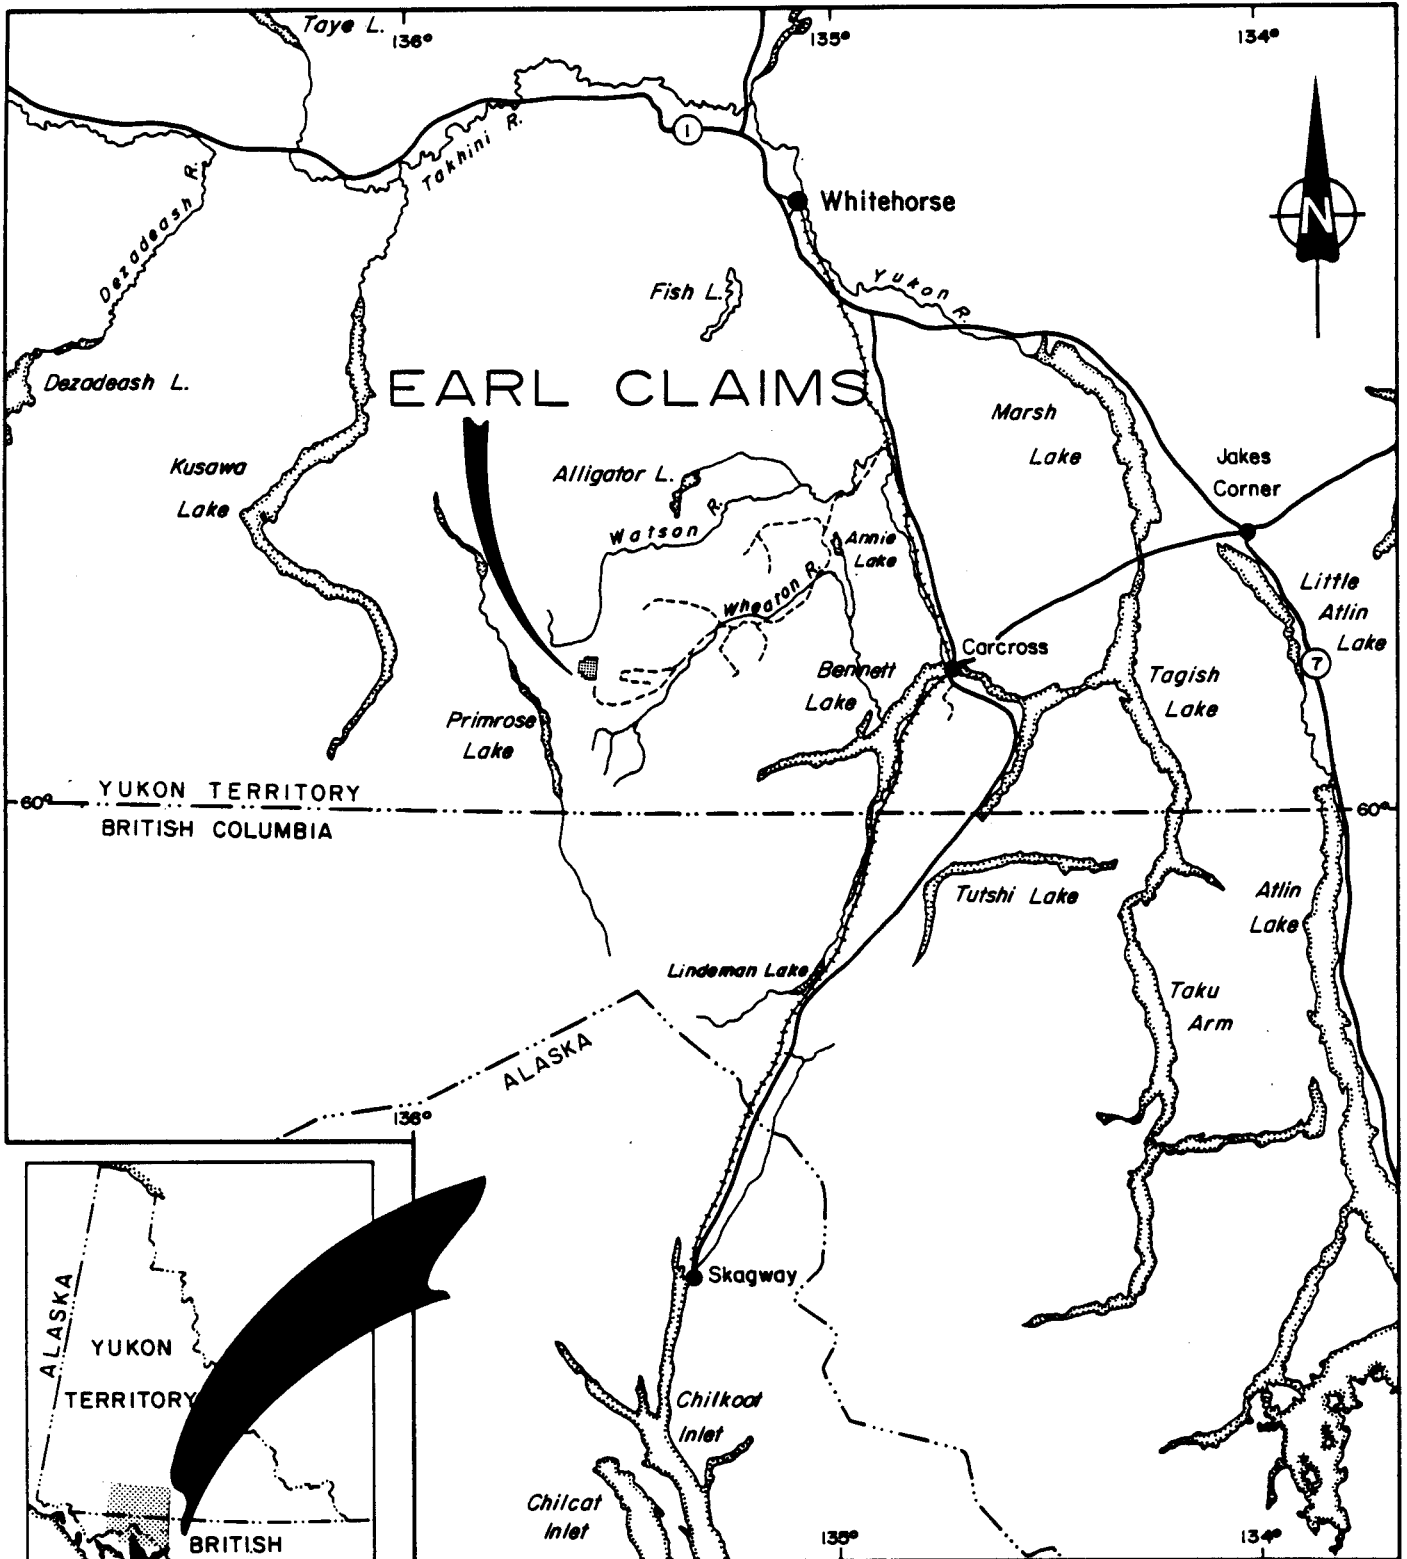 Taye L.
136°
135°
134°
Takhini R.
1
Dezadeash R.
Whitehorse
N
Yukon R.
Fish L.
Dezadeash L.
EARL CLAIMS
Marsh
Lake
Kusawa
Lake
Alligator L.
Jakes
Corner
Watson R.
Annie
Lake
Wheaton R.
Little
Atlin
Lake
Carcross
7
Bennett
Lake
Tagish
Lake
Primrose
Lake
60°
YUKON TERRITORY
60°
BRITISH COLUMBIA
Tutshi Lake
Atlin
Lake
Lindeman Lake
Taku
Arm
ALASKA
136°
Skagway
ALASKA
YUKON
TERRITORY
Chilkoot
Inlet
Chilcat
Inlet
BRITISH
135°
134°